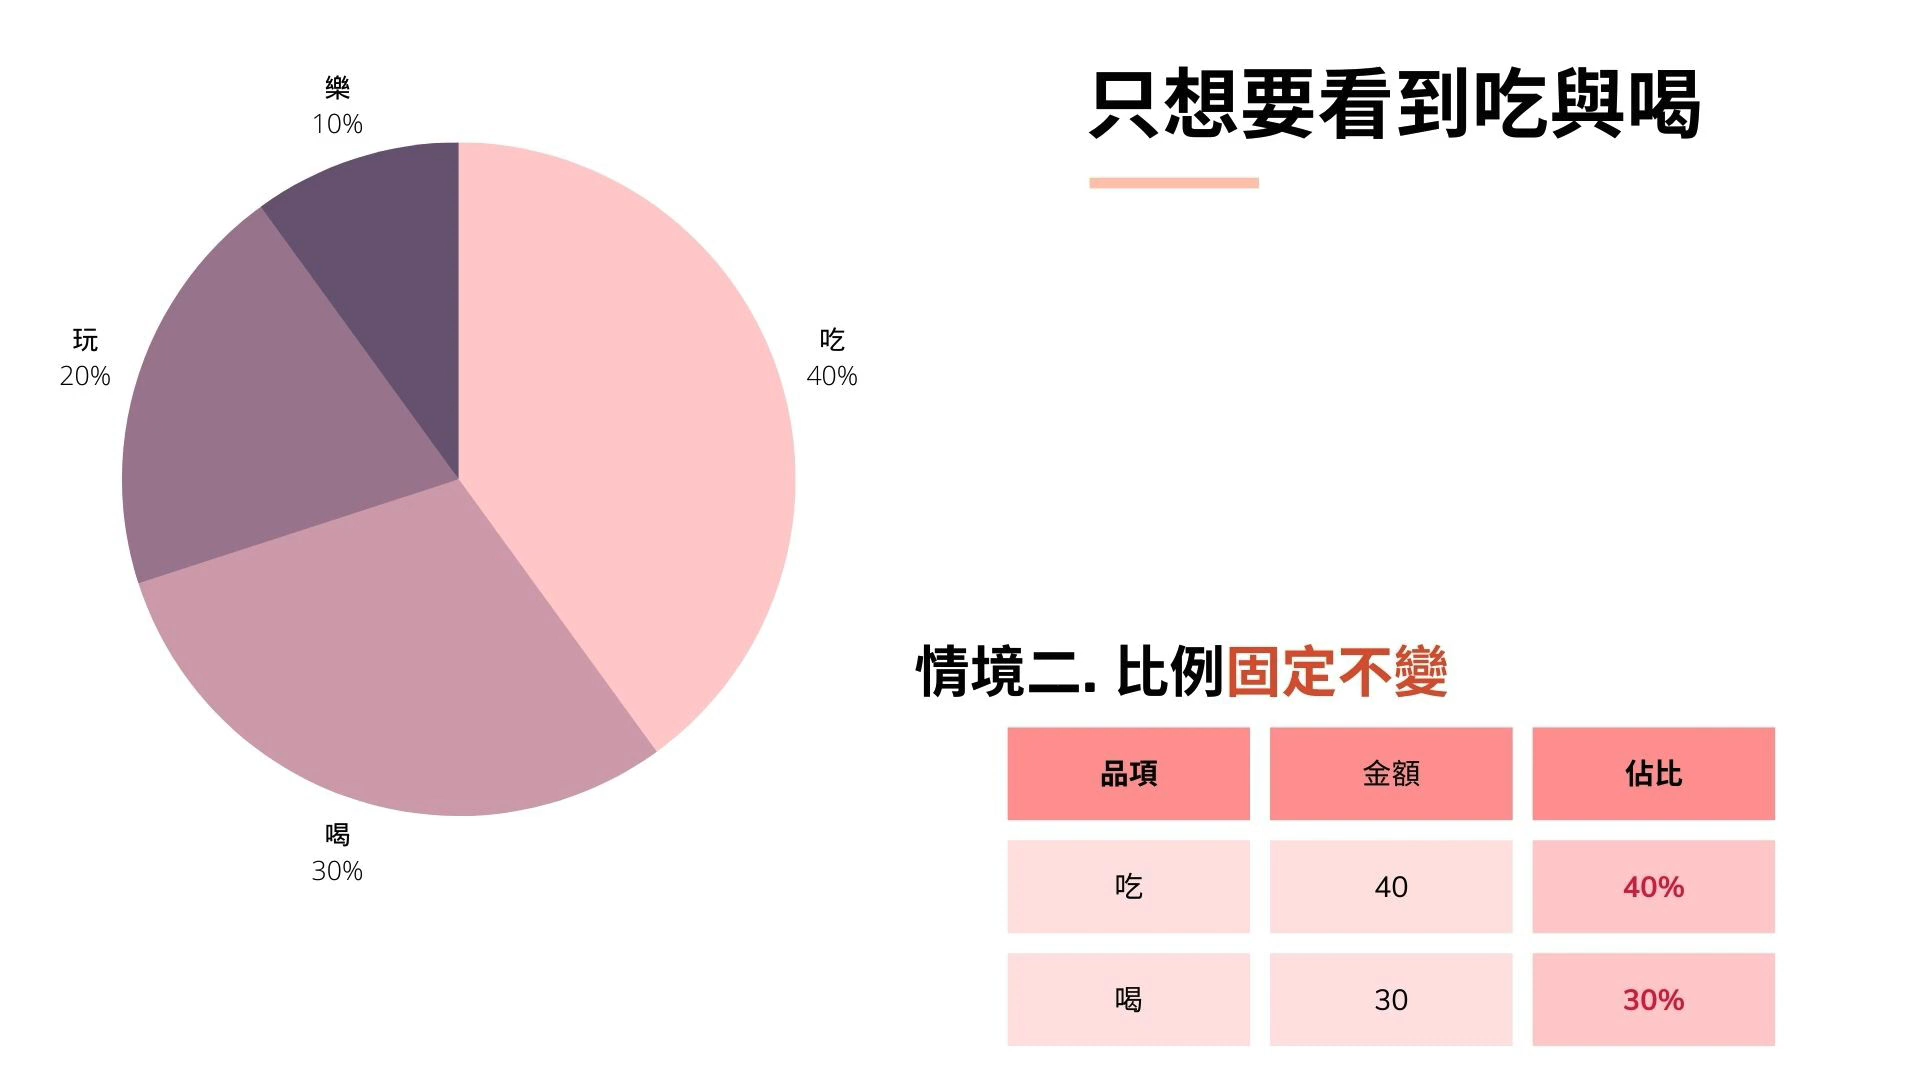 樂
10%
玩
20%
吃
40%
喝
30%
只想要看到吃與喝
情境二. 比例固定不變
品項 金額 佔比
吃 40 40%
喝 30 30%